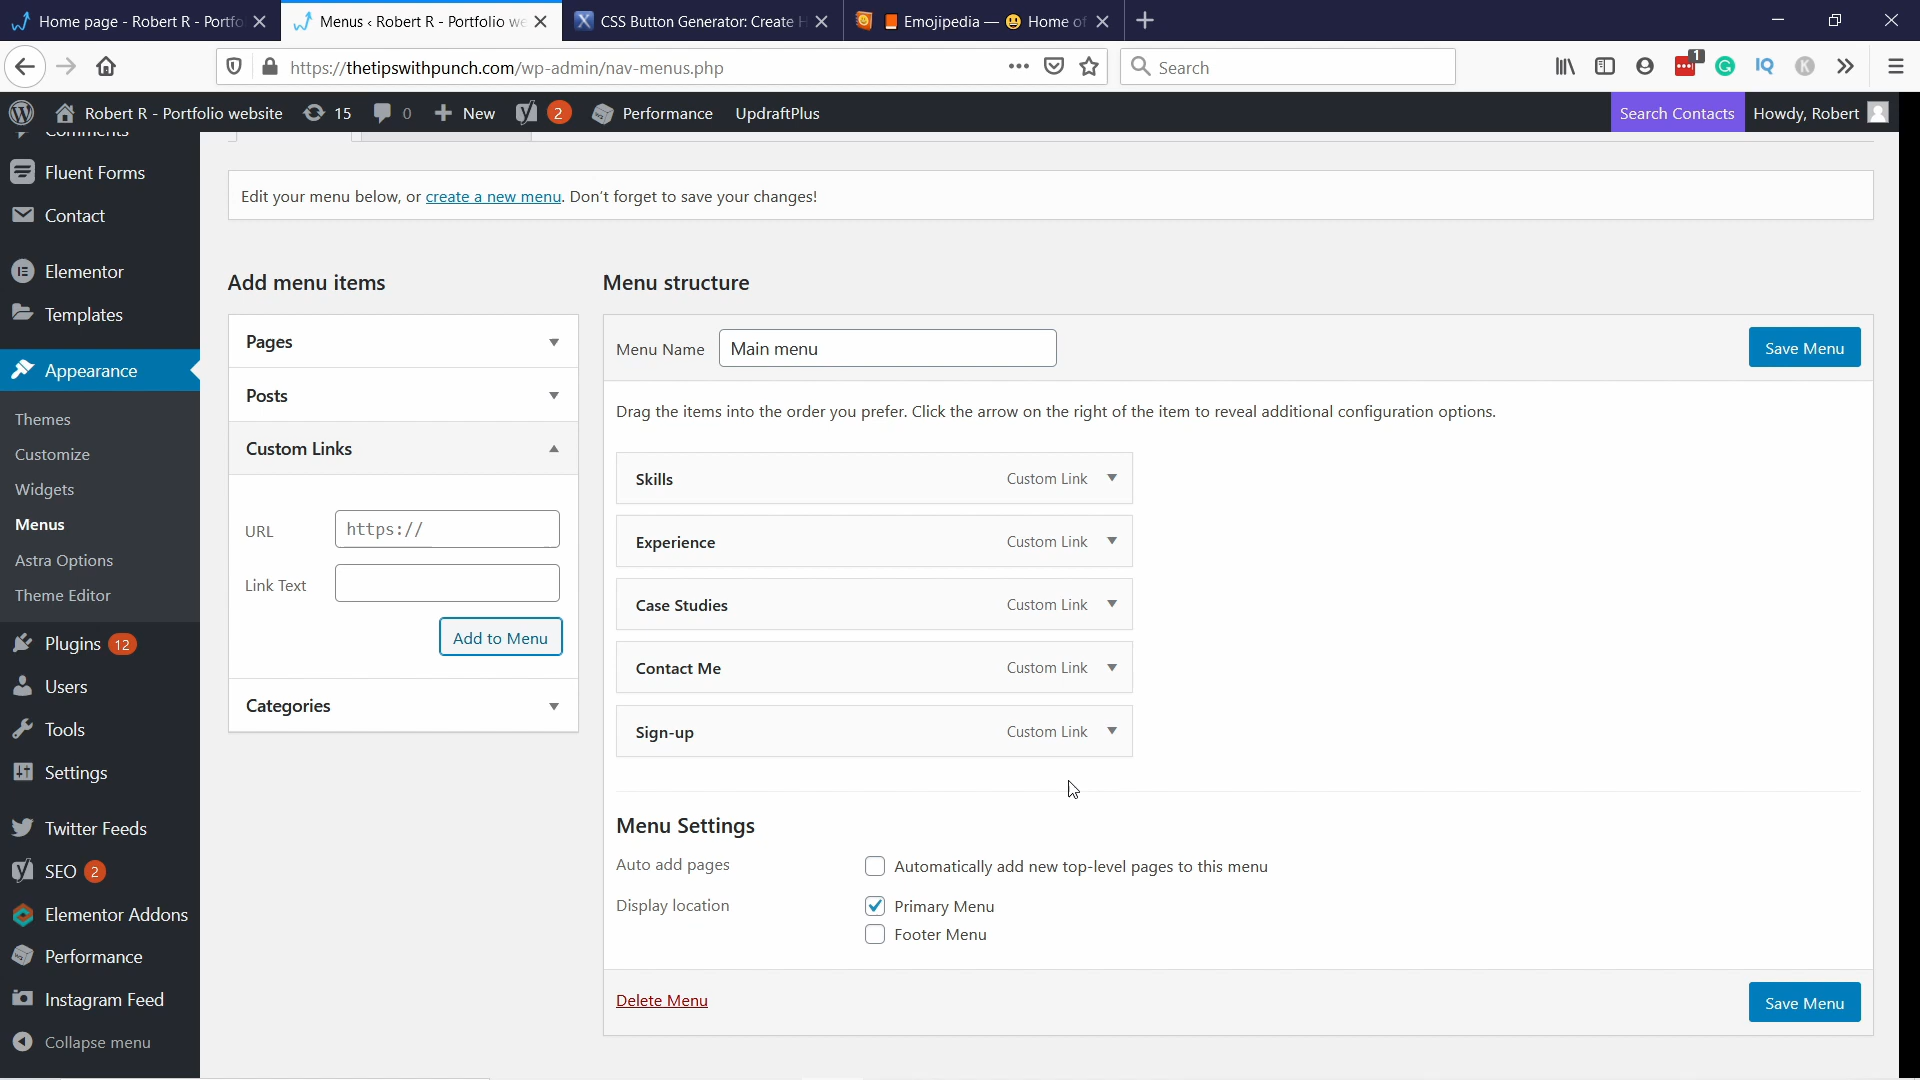 Home page - Robert R - Portfo
Menus ‹ Robert R - Portfolio we
CSS Button Generator: Create H
Emojipedia — 😃 Home of
https://thetipswithpunch.com/wp-admin/nav-menus.php
Search
1
IQ
K
Robert R - Portfolio website
15
0
New
2
Performance
UpdraftPlus
Search Contacts
Howdy, Robert
Comments
Fluent Forms
Contact
Elementor
Templates
Appearance
Themes
Customize
Widgets
Menus
Astra Options
Theme Editor
Plugins 12
Users
Tools
Settings
Twitter Feeds
SEO 2
Elementor Addons
Performance
Instagram Feed
Collapse menu
Edit your menu below, or create a new menu. Don't forget to save your changes!
Add menu items
Pages
Posts
Custom Links
URL
https://
Link Text
Add to Menu
Categories
Menu structure
Menu Name
Main menu
Save Menu
Drag the items into the order you prefer. Click the arrow on the right of the item to reveal additional configuration options.
Skills Custom Link
Experience Custom Link
Case Studies Custom Link
Contact Me Custom Link
Sign-up Custom Link
Menu Settings
Auto add pages
Automatically add new top-level pages to this menu
Display location
Primary Menu
Footer Menu
Delete Menu
Save Menu